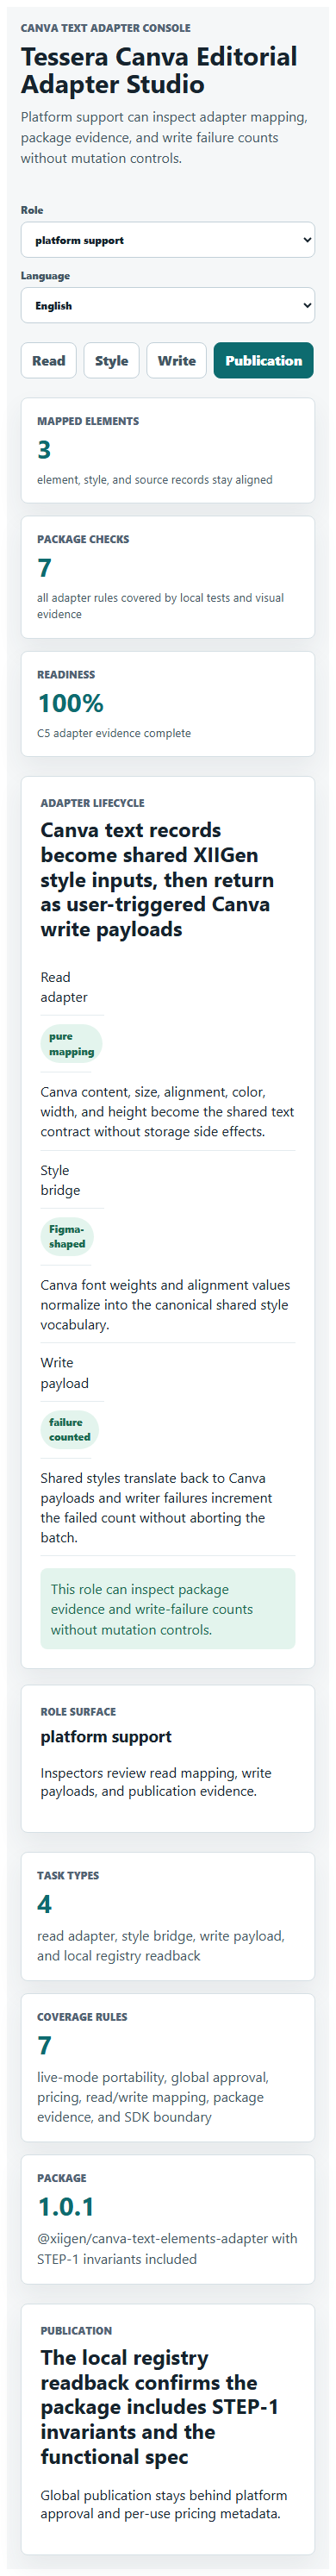 CANVA TEXT ADAPTER CONSOLE
Tessera Canva Editorial
Adapter Studio
Platform support can inspect adapter mapping,
package evidence, and write failure counts
without mutation controls.
Role
platform support
Language
English
Read Style Write Publication
MAPPED ELEMENTS
3
element, style, and source records stay aligned
PACKAGE CHECKS
7
all adapter rules covered by local tests and visual
evidence
READINESS
100%
C5 adapter evidence complete
ADAPTER LIFECYCLE
Canva text records
become shared XIIGen
style inputs, then return
as user-triggered Canva
write payloads
Read
adapter
pure
mapping
Canva content, size, alignment, color,
width, and height become the shared text
contract without storage side effects.
Style
bridge
Figma-
shaped
Canva font weights and alignment values
normalize into the canonical shared style
vocabulary.
Write
payload
failure
counted
Shared styles translate back to Canva
payloads and writer failures increment
the failed count without aborting the
batch.
This role can inspect package
evidence and write-failure counts
without mutation controls.
ROLE SURFACE
platform support
Inspectors review read mapping, write
payloads, and publication evidence.
TASK TYPES
4
read adapter, style bridge, write payload,
and local registry readback
COVERAGE RULES
7
live-mode portability, global approval,
pricing, read/write mapping, package
evidence, and SDK boundary
PACKAGE
1.0.1
@xiigen/canva-text-elements-adapter with
STEP-1 invariants included
PUBLICATION
The local registry
readback confirms the
package includes STEP-1
invariants and the
functional spec
Global publication stays behind platform
approval and per-use pricing metadata.